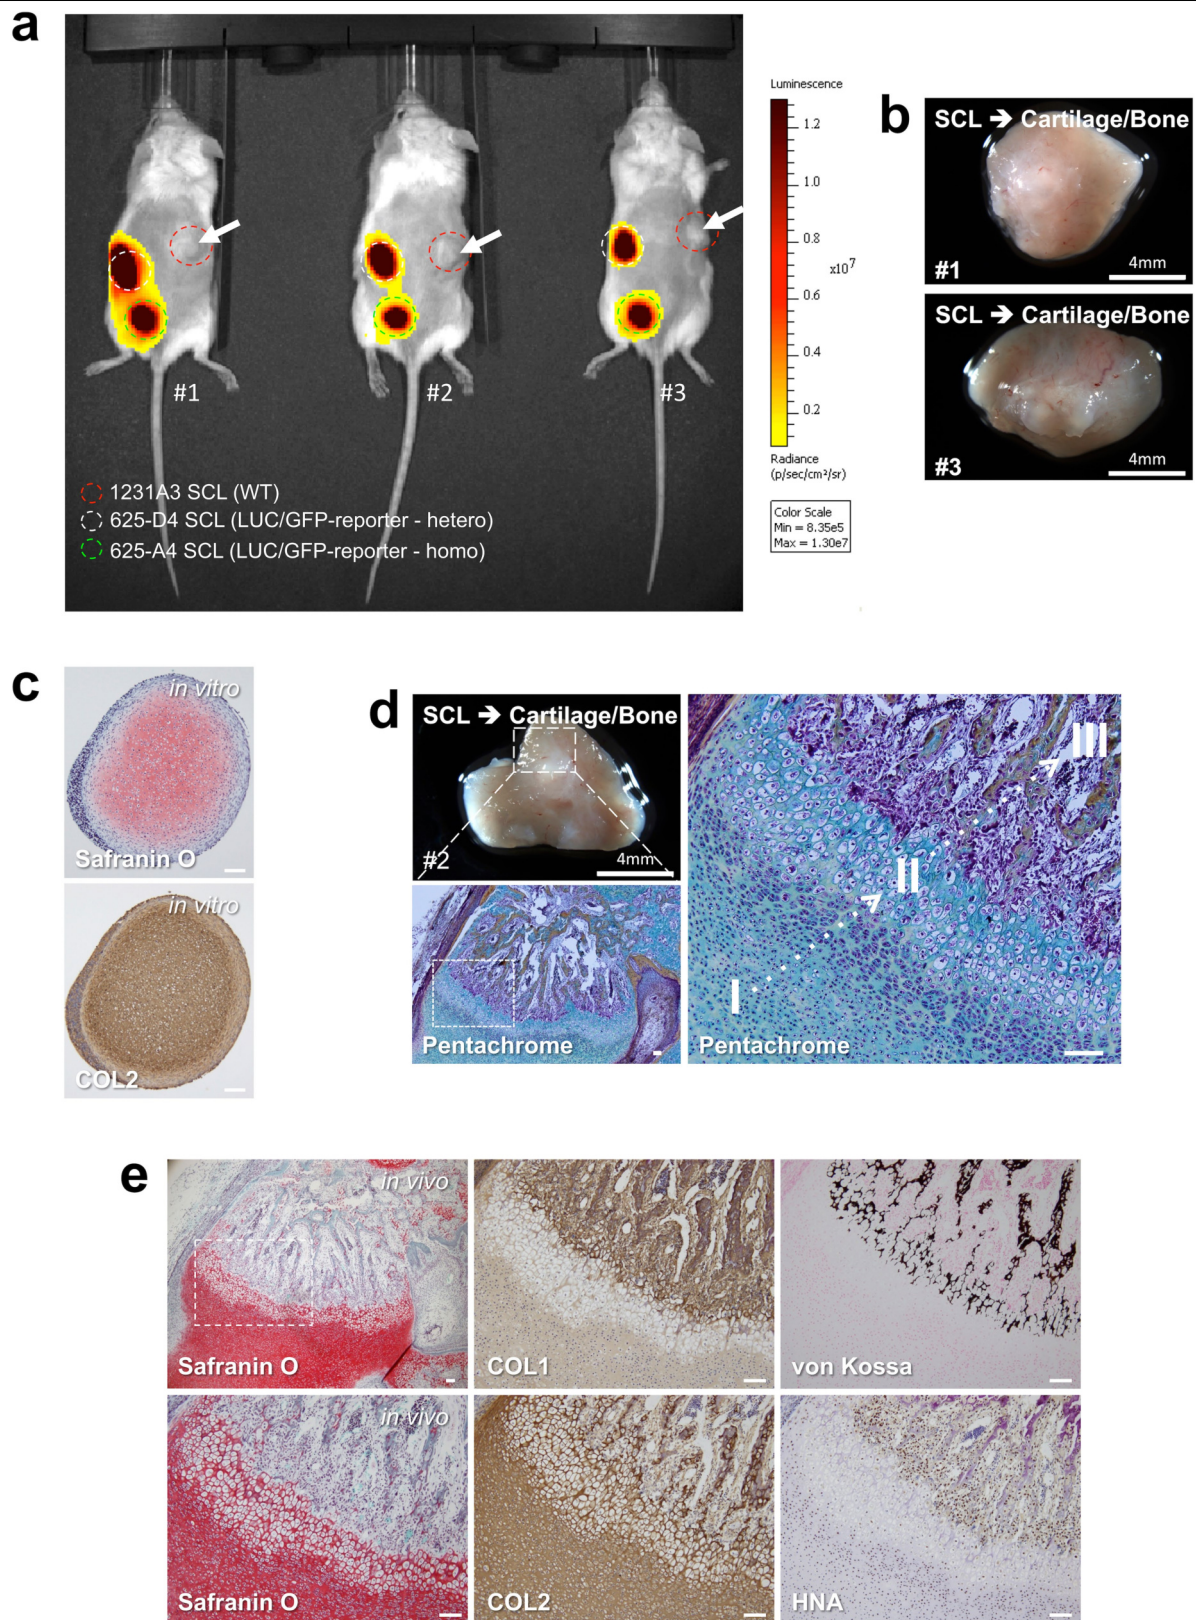 a
#1
#2
#3
1231A3 SCL (WT)
625-D4 SCL (LUC/GFP-reporter - hetero)
625-A4 SCL (LUC/GFP-reporter - homo)
Luminescence
1.2
1.0
0.8
x10⁷
0.6
0.4
0.2
Radiance
(p/sec/cm²/sr)
Color Scale
Min = 8.35e5
Max = 1.30e7
b
SCL ➔ Cartilage/Bone
#1
4mm
SCL ➔ Cartilage/Bone
#3
4mm
c
in vitro
Safranin O
in vitro
COL2
d
SCL ➔ Cartilage/Bone
#2
4mm
Pentachrome
I
II
III
Pentachrome
e
in vivo
Safranin O
COL1
von Kossa
in vivo
Safranin O
COL2
HNA